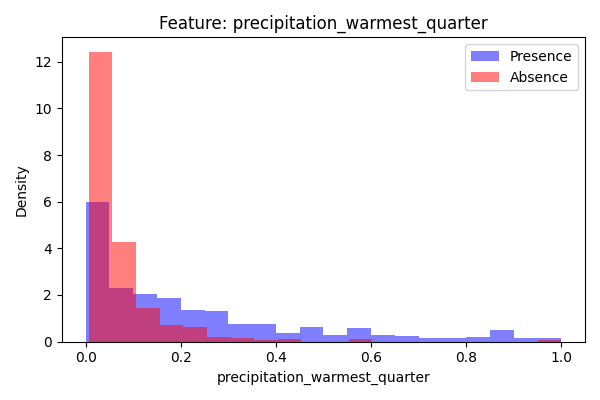 Feature: precipitation_warmest_quarter
Presence
Absence
Density
12
10
8
6
4
2
0
0.0 0.2 0.4 0.6 0.8 1.0
precipitation_warmest_quarter